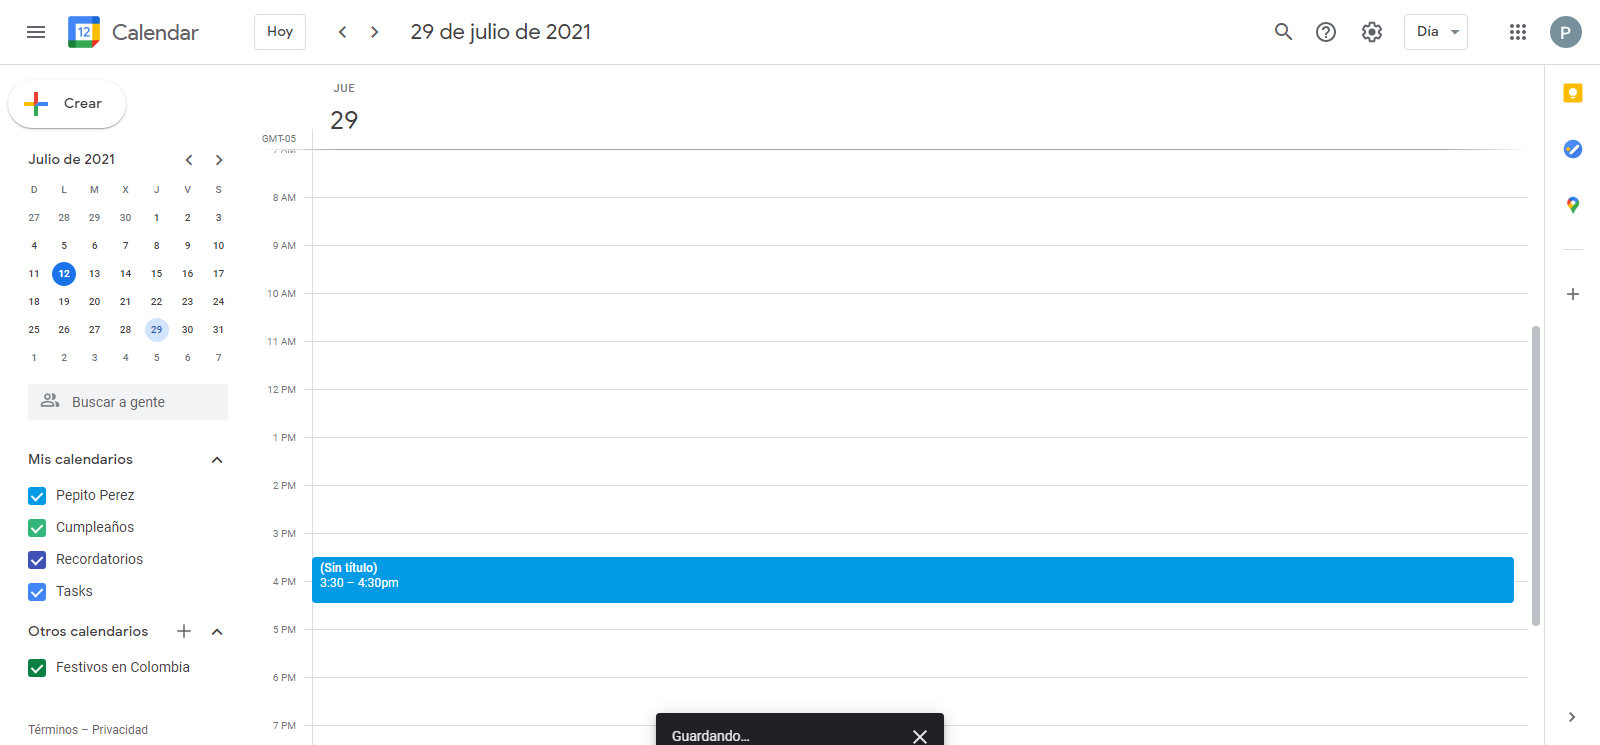 12 Calendar Hoy 29 de julio de 2021 Día P
Crear
Julio de 2021
D L M X J V S
27 28 29 30 1 2 3
4 5 6 7 8 9 10
11 12 13 14 15 16 17
18 19 20 21 22 23 24
25 26 27 28 29 30 31
1 2 3 4 5 6 7
Buscar a gente
Mis calendarios
Pepito Perez
Cumpleaños
Recordatorios
Tasks
Otros calendarios
Festivos en Colombia
Términos – Privacidad
JUE
29
GMT-05
7 AM
8 AM
9 AM
10 AM
11 AM
12 PM
1 PM
2 PM
3 PM
(Sin título)
3:30 – 4:30pm
4 PM
5 PM
6 PM
7 PM
Guardando...